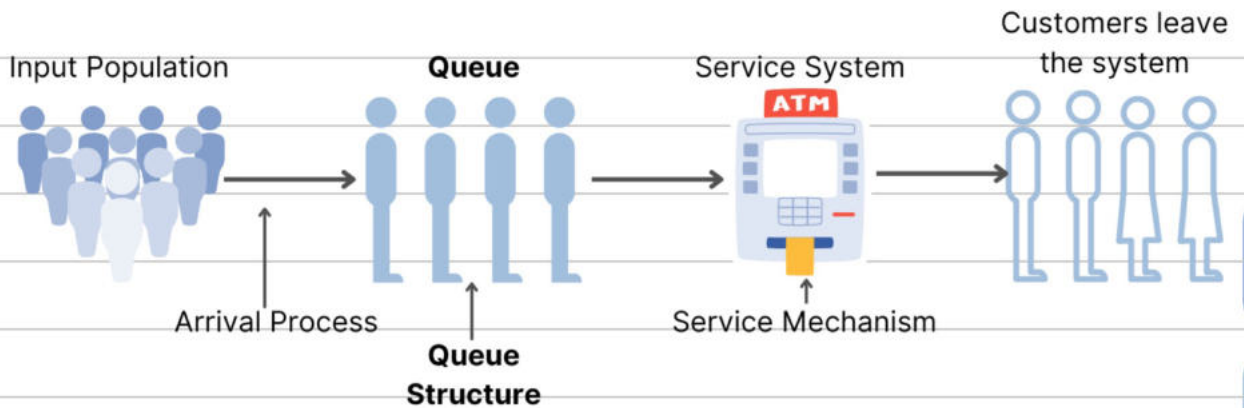 Customers leave
the system
Input Population
Queue
Service System
ATM
Arrival Process
Service Mechanism
Queue
Structure